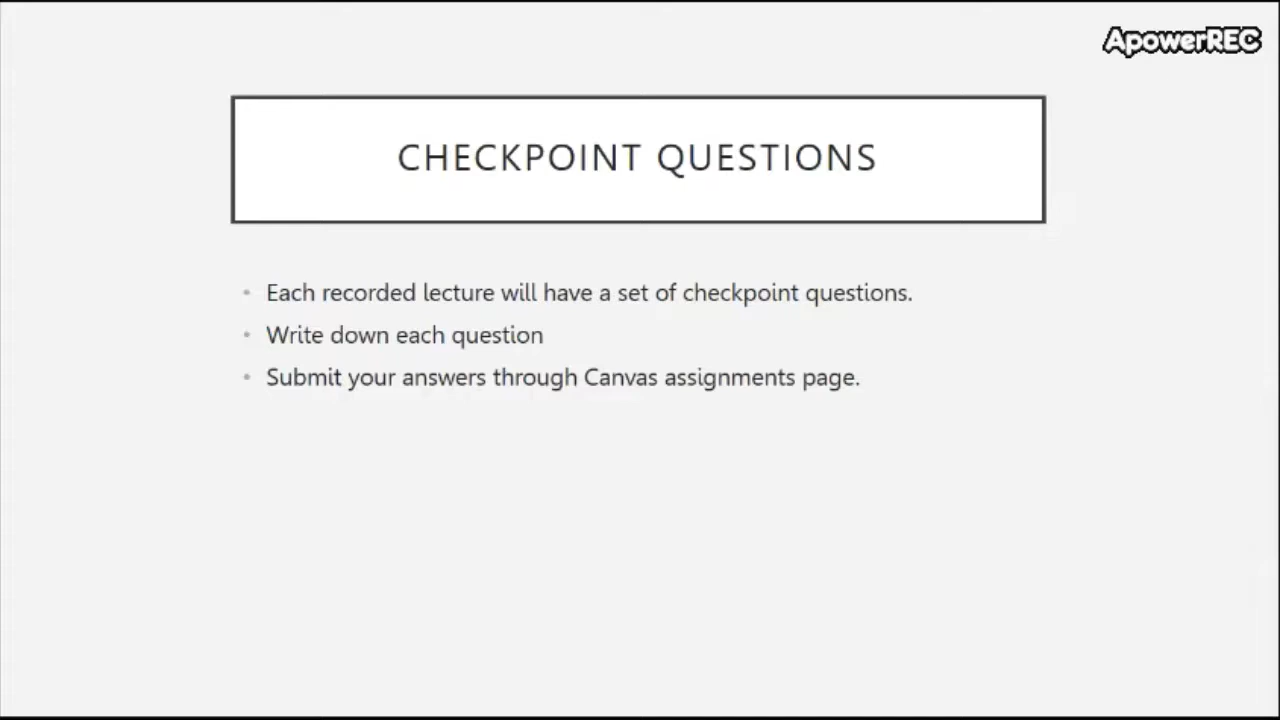 ApowerREC
CHECKPOINT QUESTIONS
• Each recorded lecture will have a set of checkpoint questions.
• Write down each question
• Submit your answers through Canvas assignments page.